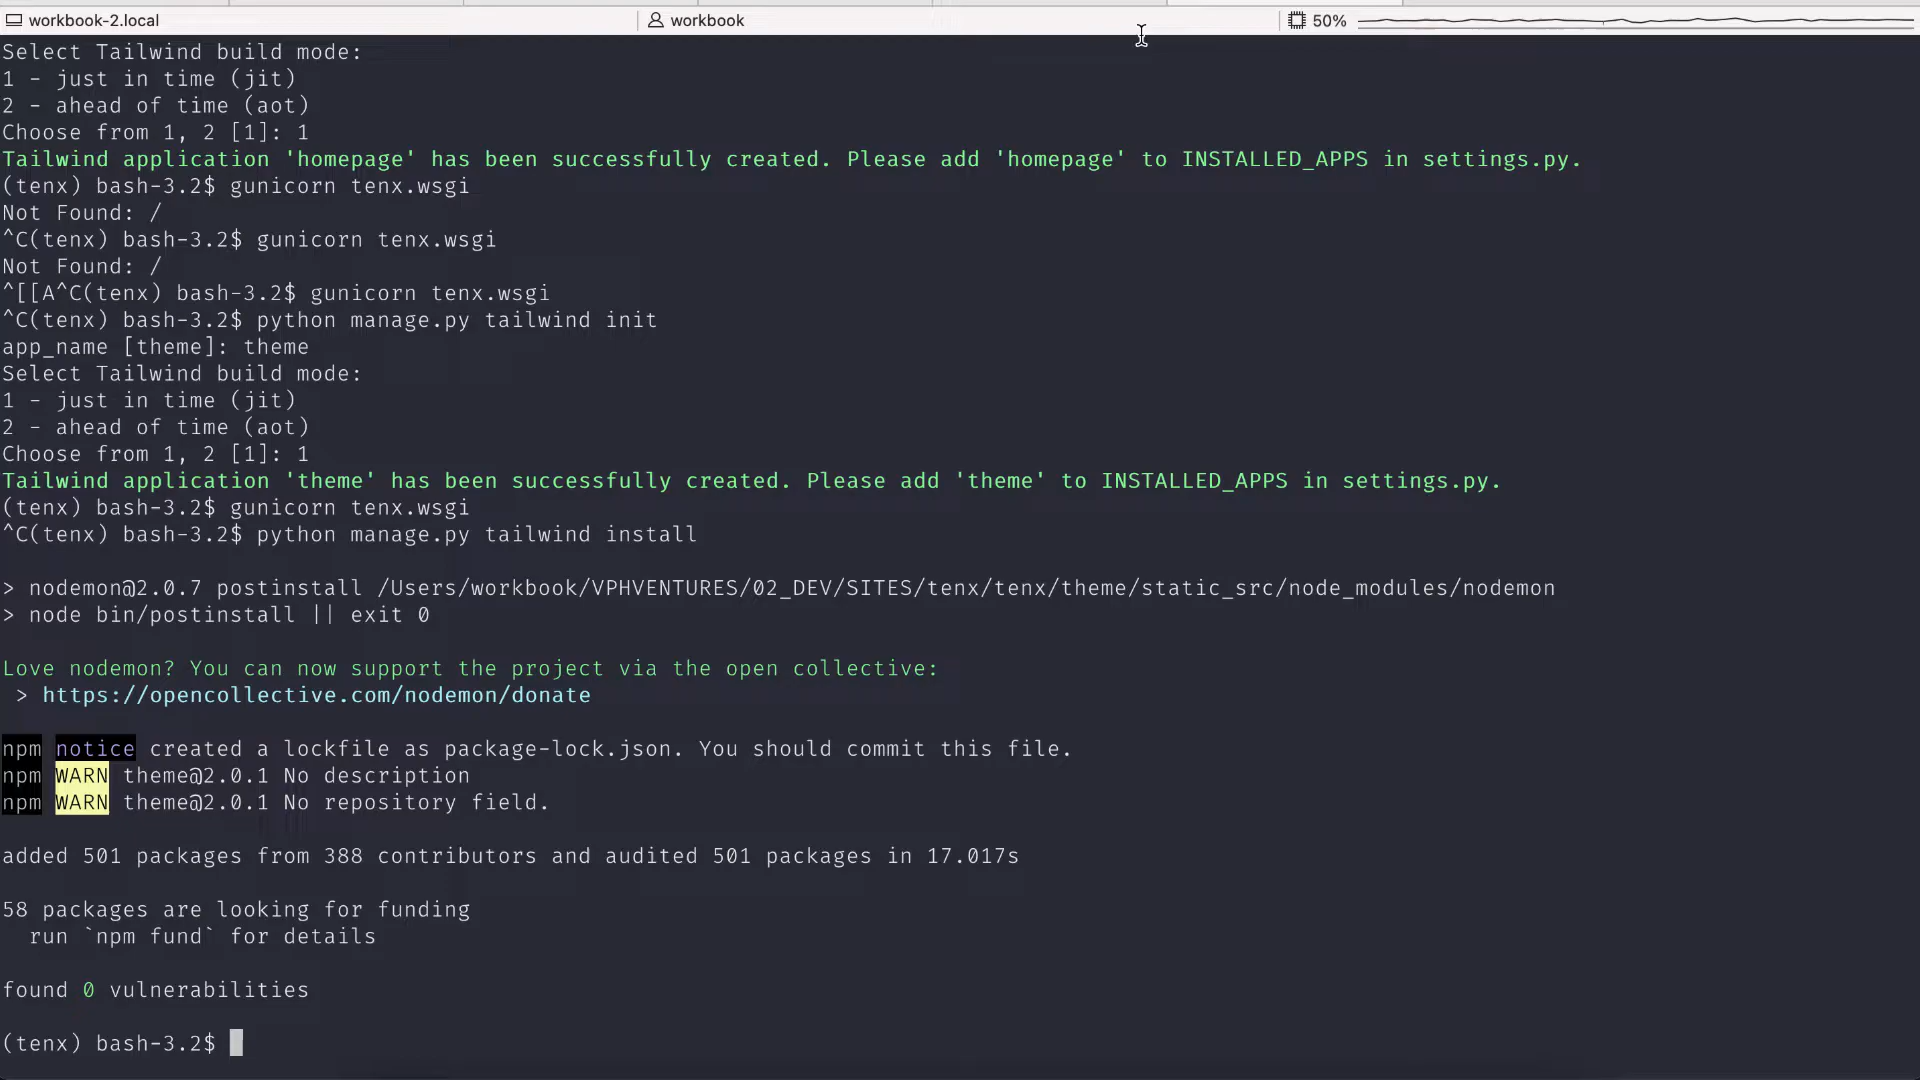 workbook-2.local
workbook
50%
Select Tailwind build mode:
1 - just in time (jit)
2 - ahead of time (aot)
Choose from 1, 2 [1]: 1
Tailwind application 'homepage' has been successfully created. Please add 'homepage' to INSTALLED_APPS in settings.py.
(tenx) bash-3.2$ gunicorn tenx.wsgi
Not Found: /
^C(tenx) bash-3.2$ gunicorn tenx.wsgi
Not Found: /
^[[A^C(tenx) bash-3.2$ gunicorn tenx.wsgi
^C(tenx) bash-3.2$ python manage.py tailwind init
app_name [theme]: theme
Select Tailwind build mode:
1 - just in time (jit)
2 - ahead of time (aot)
Choose from 1, 2 [1]: 1
Tailwind application 'theme' has been successfully created. Please add 'theme' to INSTALLED_APPS in settings.py.
(tenx) bash-3.2$ gunicorn tenx.wsgi
^C(tenx) bash-3.2$ python manage.py tailwind install
> nodemon@2.0.7 postinstall /Users/workbook/VPHVENTURES/02_DEV/SITES/tenx/tenx/theme/static_src/node_modules/nodemon
> node bin/postinstall || exit 0
Love nodemon? You can now support the project via the open collective:
> https://opencollective.com/nodemon/donate
npm notice created a lockfile as package-lock.json. You should commit this file.
npm WARN theme@2.0.1 No description
npm WARN theme@2.0.1 No repository field.
added 501 packages from 388 contributors and audited 501 packages in 17.017s
58 packages are looking for funding
run `npm fund` for details
found 0 vulnerabilities
(tenx) bash-3.2$